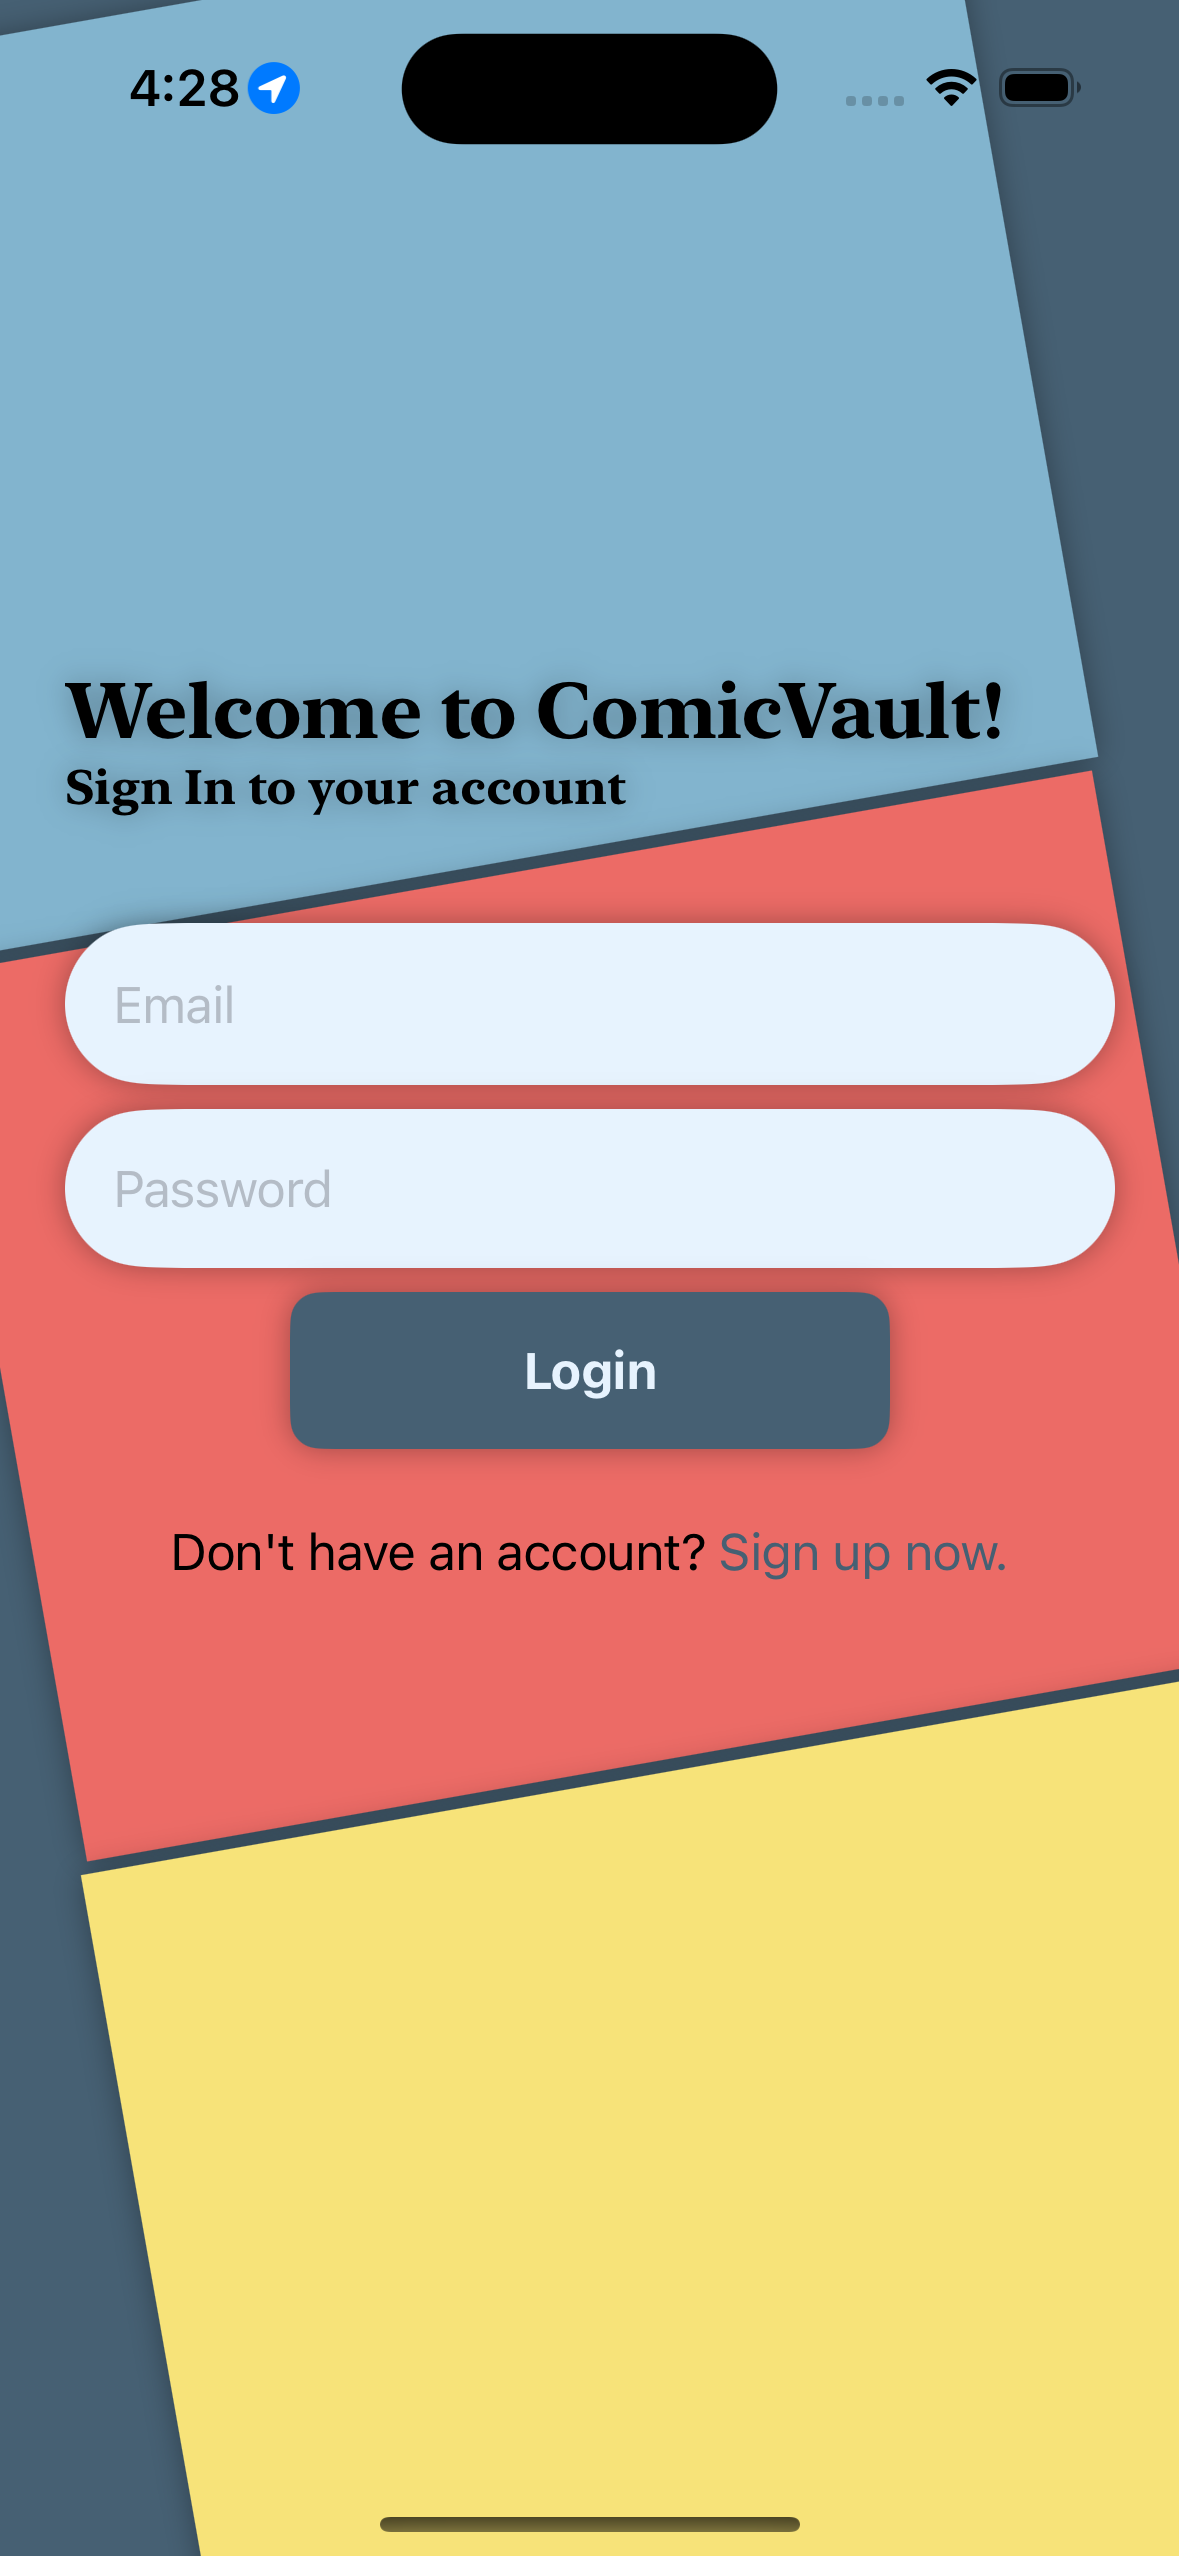 4:28
Welcome to ComicVault!
Sign In to your account
Email
Password
Login
Don't have an account? Sign up now.